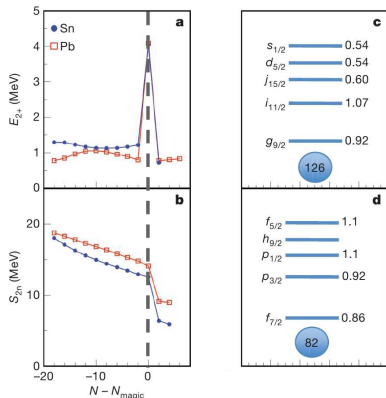 a
Sn
Pb
E2+ (MeV)
5
4
3
2
1
0
b
S2n (MeV)
20
10
0
−20
−10
0
N − Nmagic
c
s1/2 0.54
d5/2 0.54
j15/2 0.60
i11/2 1.07
g9/2 0.92
126
d
f5/2 1.1
h9/2
p1/2 1.1
p3/2 0.92
f7/2 0.86
82